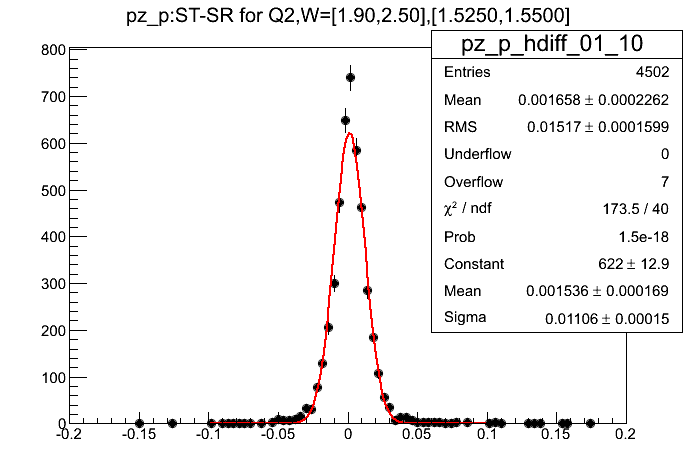 pz_p:ST-SR for Q2,W=[1.90,2.50],[1.5250,1.5500]
pz_p_hdiff_01_10
Entries 4502
Mean 0.001658 ± 0.0002262
RMS 0.01517 ± 0.0001599
Underflow 0
Overflow 7
χ² / ndf 173.5 / 40
Prob 1.5e-18
Constant 622 ± 12.9
Mean 0.001536 ± 0.000169
Sigma 0.01106 ± 0.00015
800
700
600
500
400
300
200
100
0
-0.2 -0.15 -0.1 -0.05 0 0.05 0.1 0.15 0.2